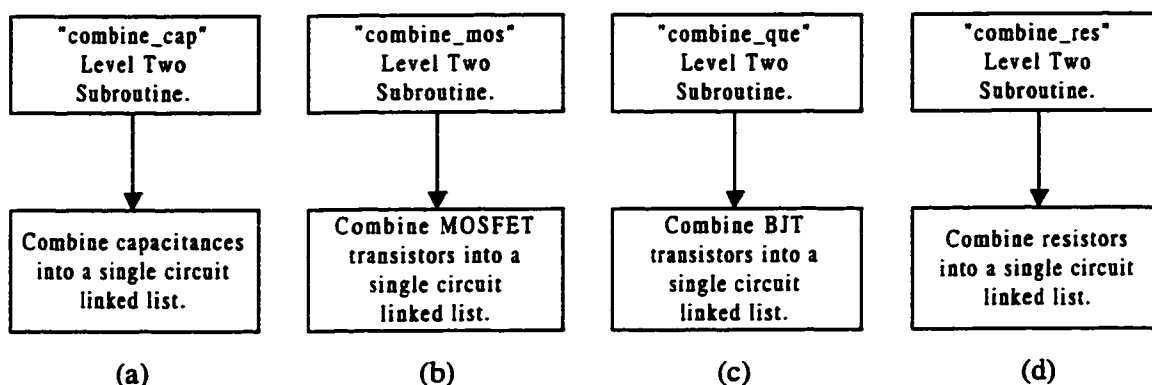 "combine_cap"
Level Two
Subroutine.
"combine_mos"
Level Two
Subroutine.
"combine_que"
Level Two
Subroutine.
"combine_res"
Level Two
Subroutine.
Combine capacitances
into a single circuit
linked list.
Combine MOSFET
transistors into a
single circuit
linked list.
Combine BJT
transistors into a
single circuit
linked list.
Combine resistors
into a single circuit
linked list.
(a)
(b)
(c)
(d)